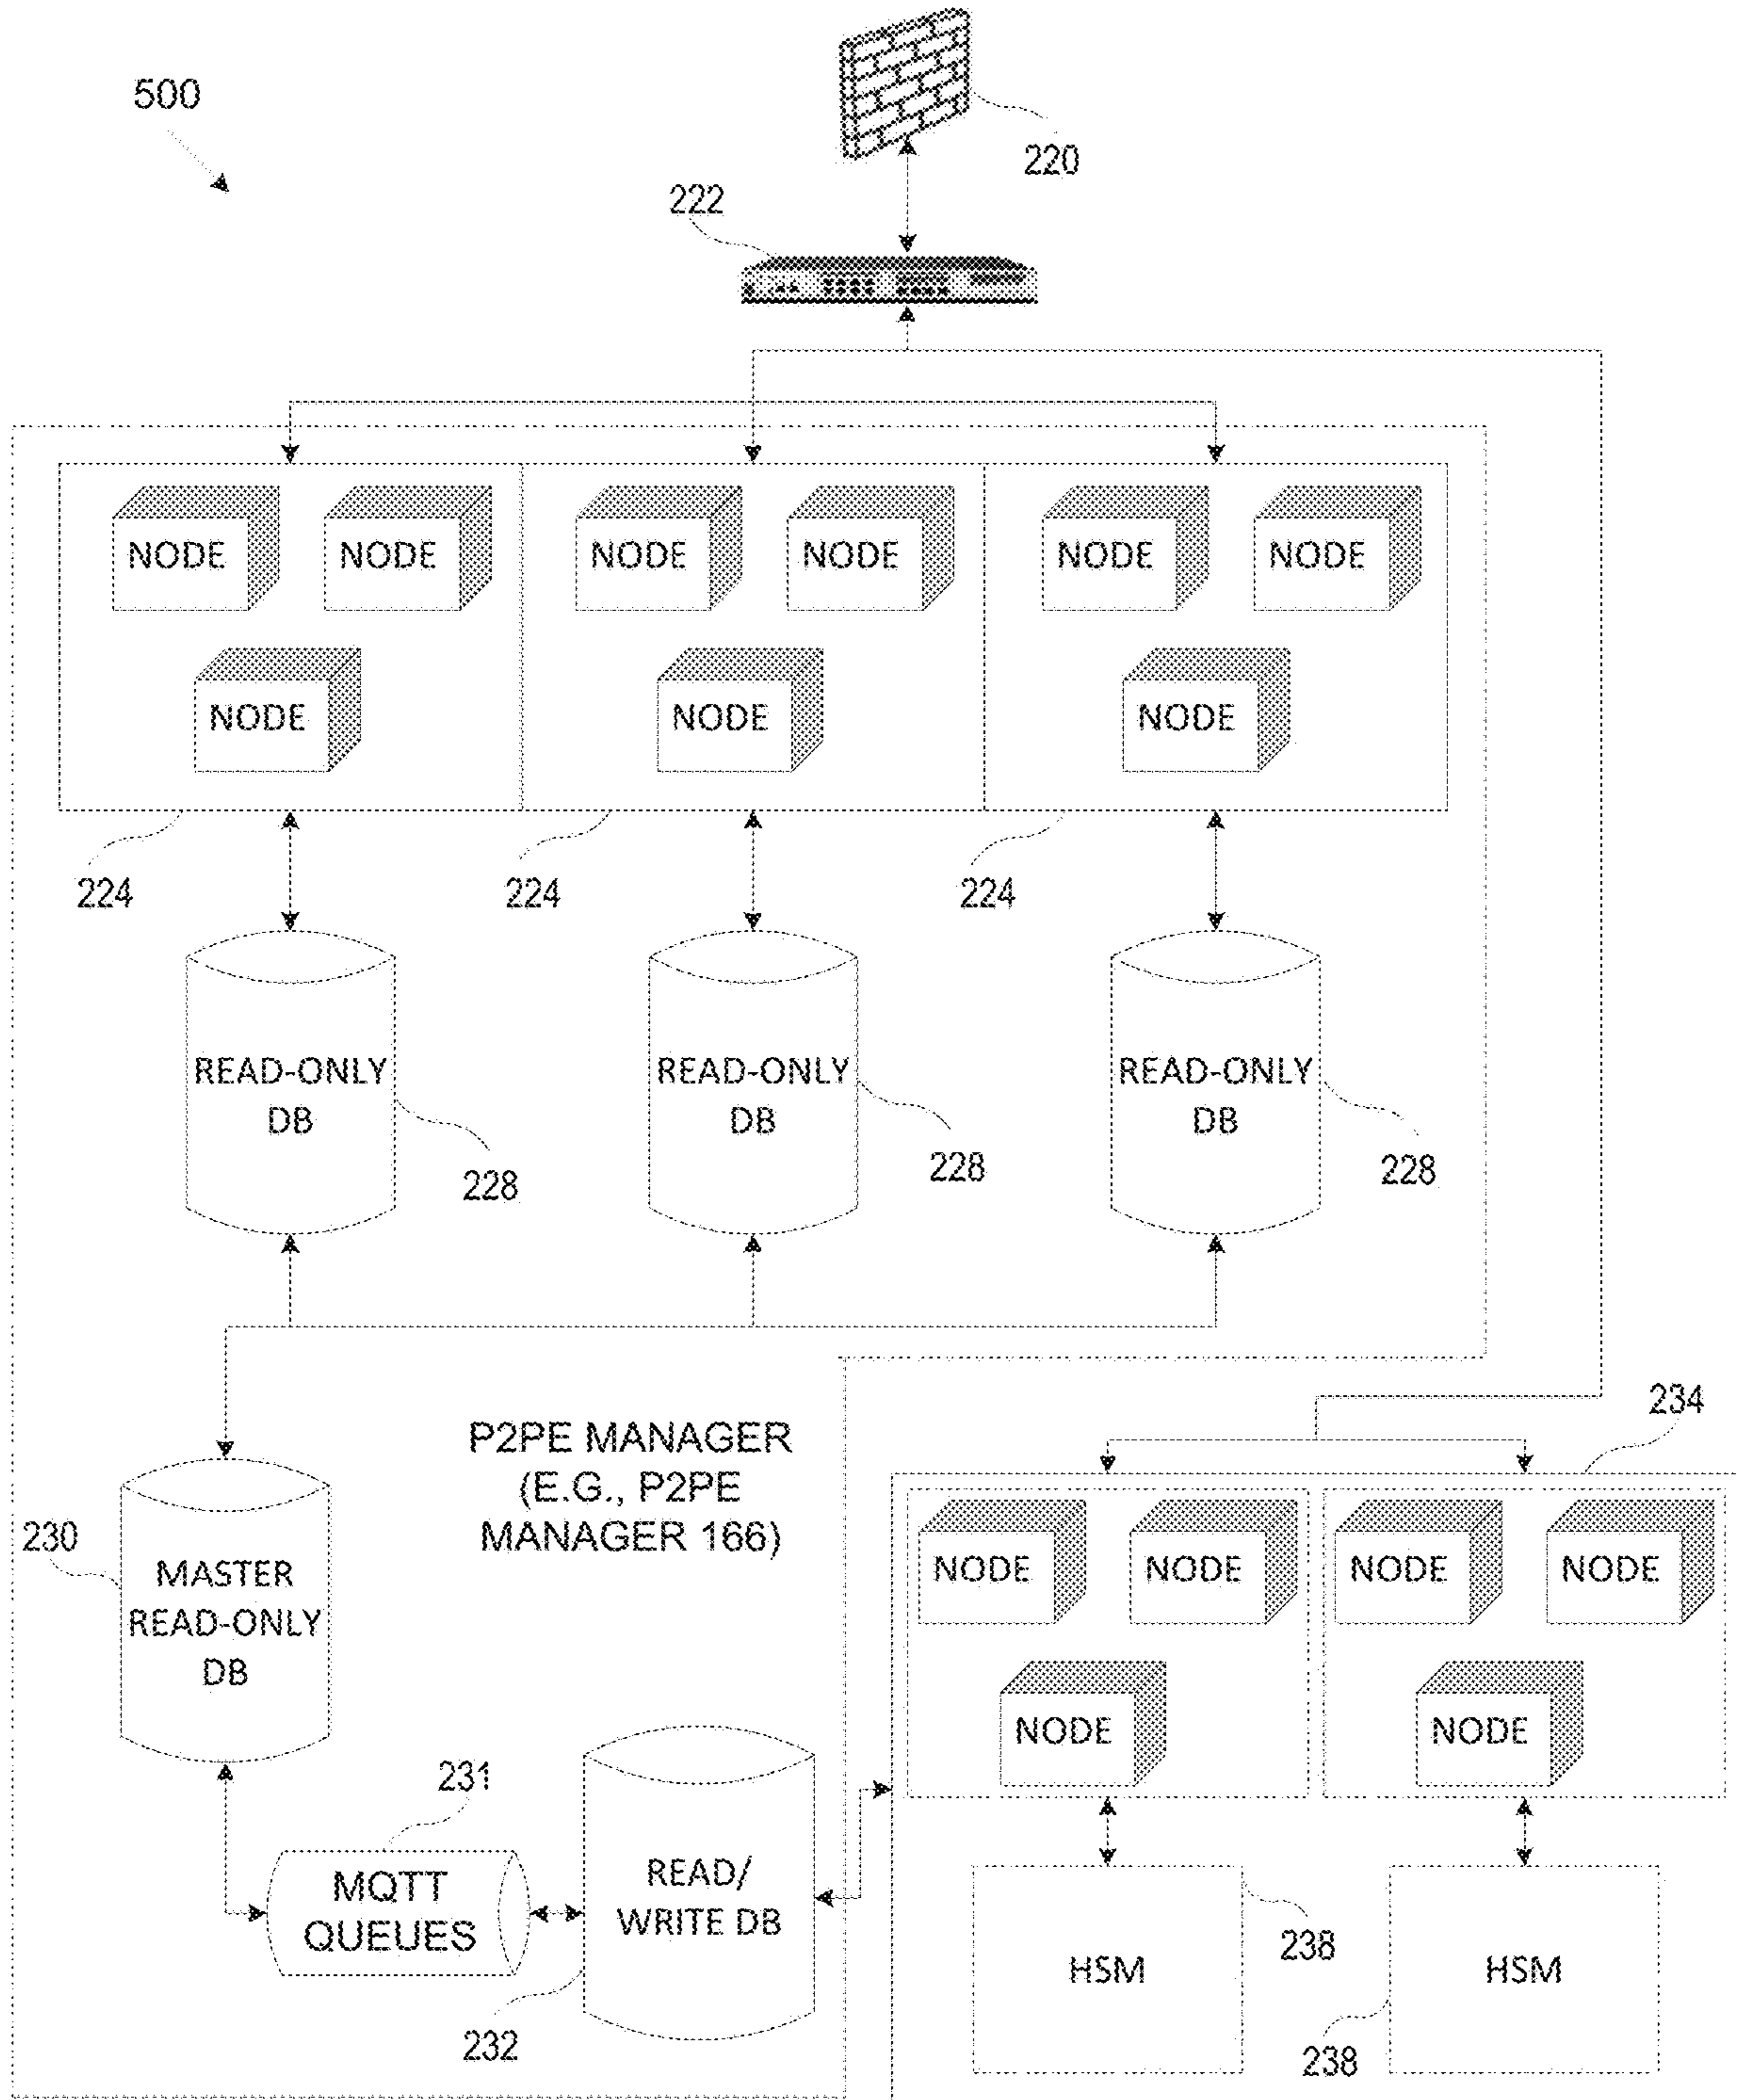 500
220
222
NODE NODE NODE NODE NODE NODE
NODE NODE NODE
224 224 224
READ-ONLY
DB
228
READ-ONLY
DB
228
READ-ONLY
DB
228
P2PE MANAGER
(E.G., P2PE
MANAGER 166)
234
230
MASTER
READ-ONLY
DB
NODE NODE NODE NODE
NODE NODE
231
MQTT
QUEUES
READ/
WRITE DB
232
HSM
238
HSM
238